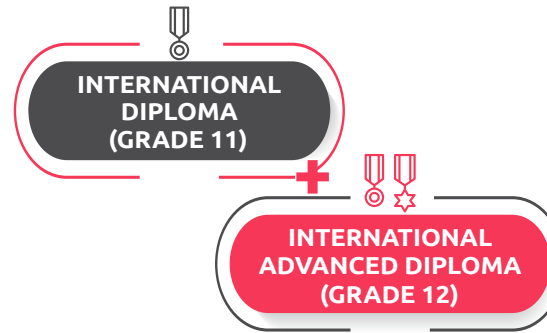 INTERNATIONAL
DIPLOMA
(GRADE 11)
INTERNATIONAL
ADVANCED DIPLOMA
(GRADE 12)